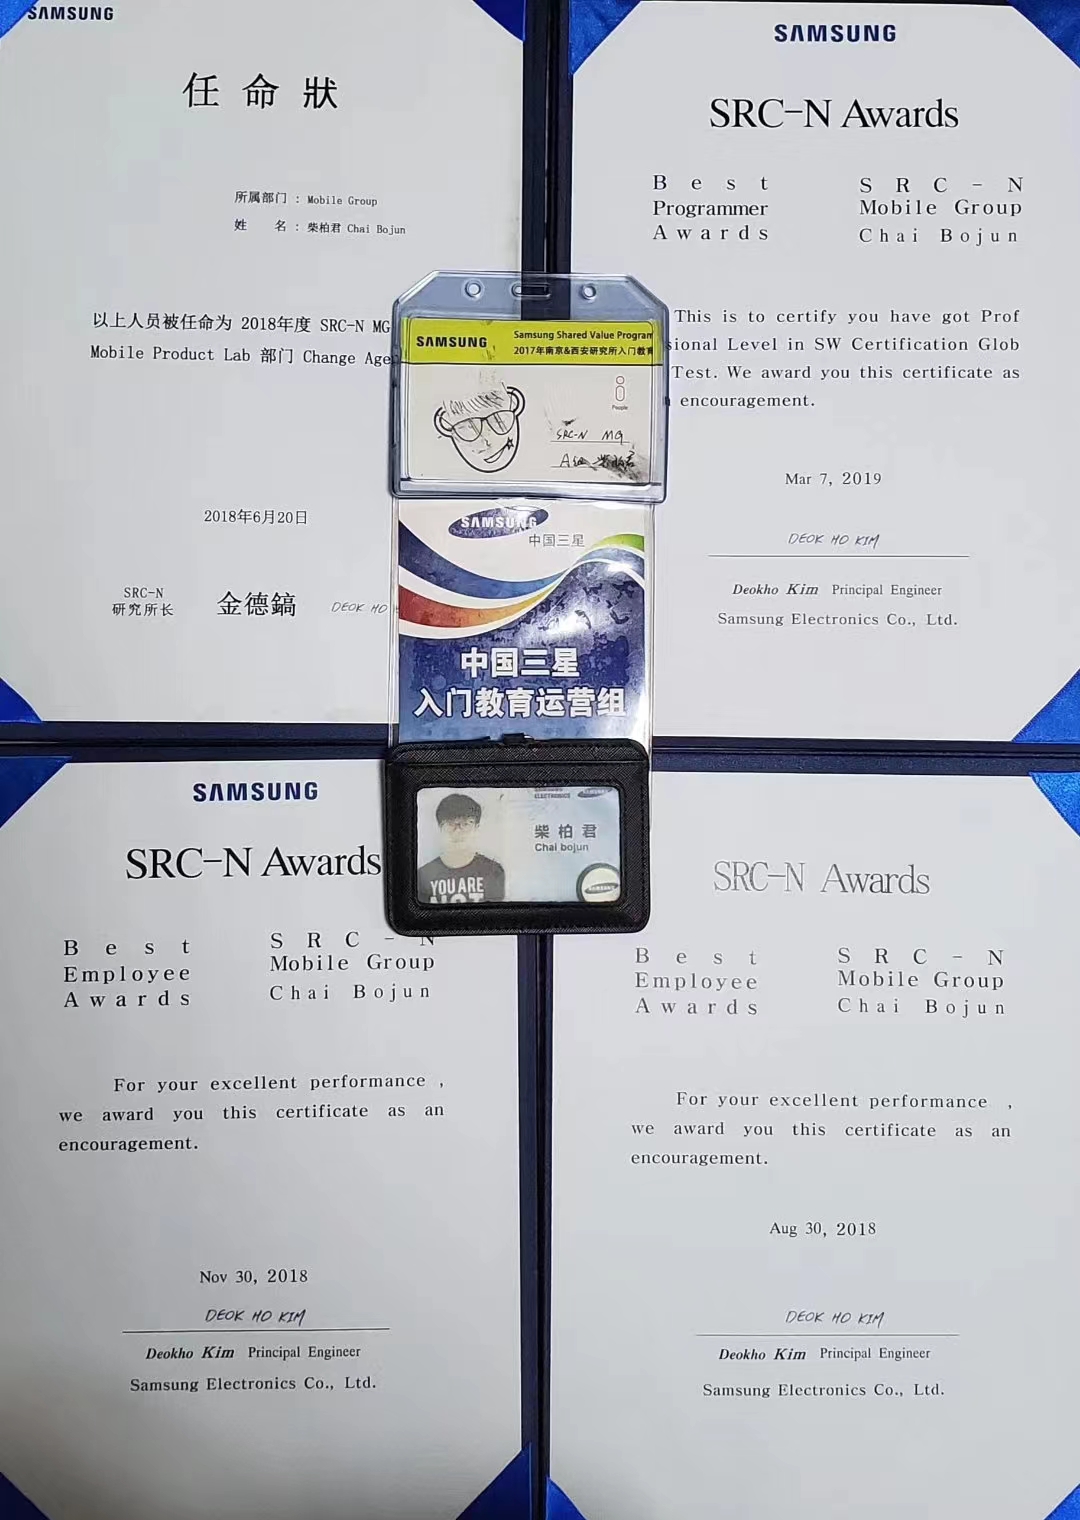 SAMSUNG
任命狀
所属部门 : Mobile Group
姓 名 : 柴柏君 Chai Bojun
以上人员被任命为 2018年度 SRC-N MG
Mobile Product Lab 部门 Change Age
2018年6月20日
SRC-N
研究所长
金德鎬
DEOK HO
SAMSUNG
SRC-N Awards
Best
Programmer
Awards
SRC-N
Mobile Group
Chai Bojun
This is to certify you have got Prof
sional Level in SW Certification Glob
Test. We award you this certificate as
encouragement.
Mar 7, 2019
DEOK HO KIM
Deokho Kim Principal Engineer
Samsung Electronics Co., Ltd.
SAMSUNG
Samsung Shared Value Program
2017年南京&西安研究所入门教育
People
SRC-N MG
A组
SAMSUNG
中国三星
中国三星
入门教育运营组
ELECTRONICS
柴柏君
Chai bojun
SAMSUNG
YOU ARE
NOT
SAMSUNG
SRC-N Awards
Best
Employee
Awards
SRC-N
Mobile Group
Chai Bojun
For your excellent performance ,
we award you this certificate as an
encouragement.
Nov 30, 2018
DEOK HO KIM
Deokho Kim Principal Engineer
Samsung Electronics Co., Ltd.
SRC-N Awards
Best
Employee
Awards
SRC-N
Mobile Group
Chai Bojun
For your excellent performance ,
we award you this certificate as an
encouragement.
Aug 30, 2018
DEOK HO KIM
Deokho Kim Principal Engineer
Samsung Electronics Co., Ltd.